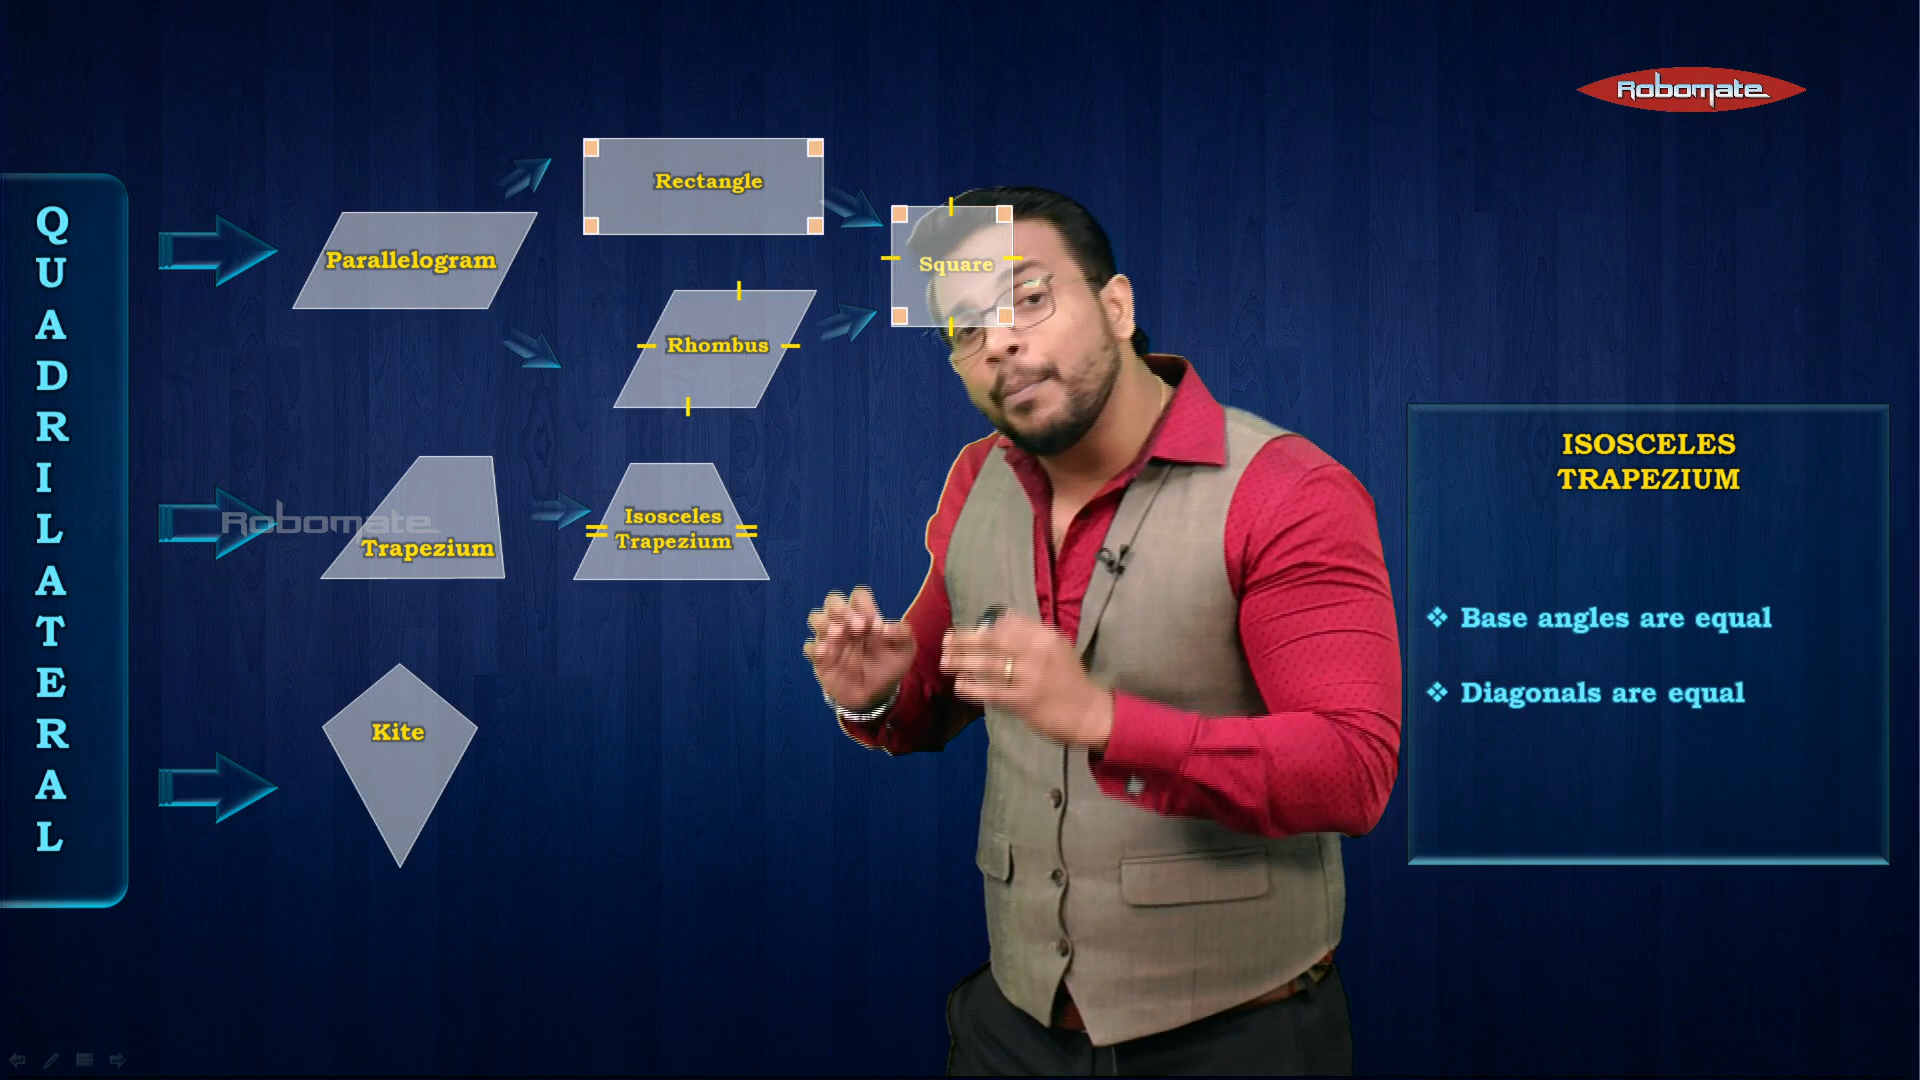 Robomate
QUADRILATERAL
Rectangle
Parallelogram
Square
Rhombus
ISOSCELES
TRAPEZIUM
Robomate
Trapezium
Isosceles
Trapezium
❖ Base angles are equal
❖ Diagonals are equal
Kite